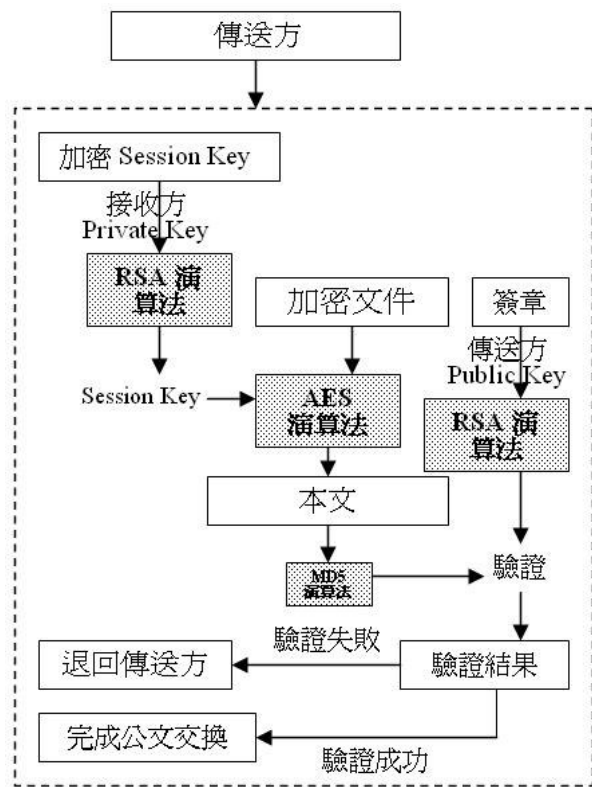 傳送方
加密 Session Key
接收方
Private Key
RSA 演
算法
加密文件
簽章
傳送方
Public Key
Session Key
AES
演算法
RSA 演
算法
本文
MD5
演算法
驗證
驗證失敗
退回傳送方
驗證結果
完成公文交換
驗證成功